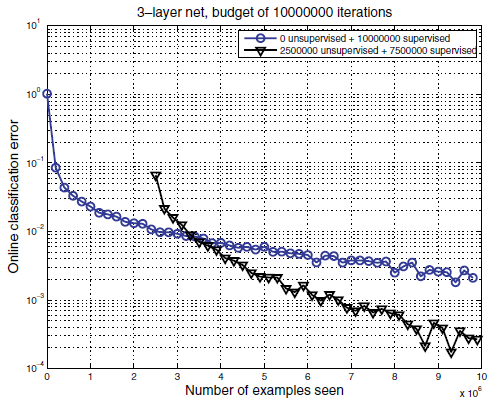 3–layer net, budget of 10000000 iterations
0 unsupervised + 10000000 supervised
2500000 unsupervised + 7500000 supervised
Online classification error
10^1
10^0
10^-1
10^-2
10^-3
10^-4
0 1 2 3 4 5 6 7 8 9 10
Number of examples seen
x 10^6